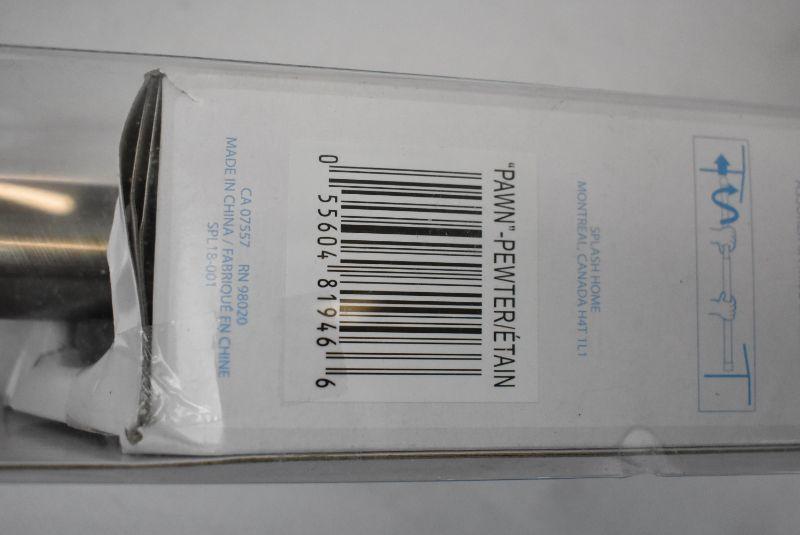 SPLASH HOME
MONTREAL, CANADA H4T 1L1
"PAWN"-PEWTER/ÉTAIN
0 55604 81946 6
CA 07557 RN 98020
MADE IN CHINA / FABRIQUÉ EN CHINE
SPL18-001